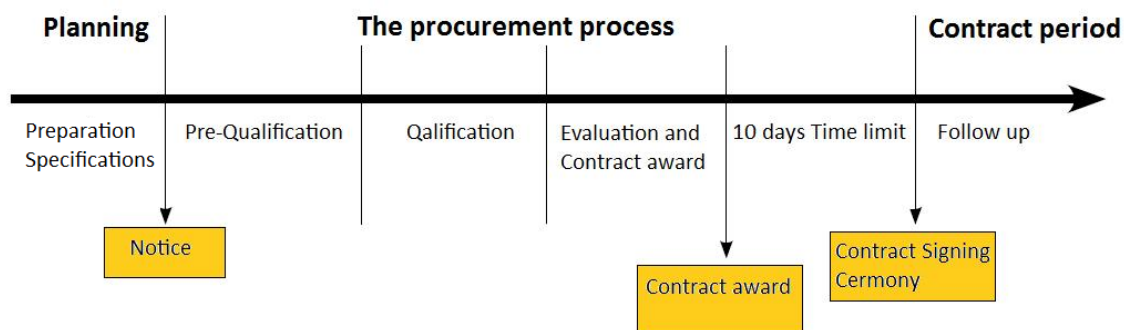 Planning
The procurement process
Contract period
Preparation
Specifications
Pre-Qualification
Qalification
Evaluation and
Contract award
10 days Time limit
Follow up
Notice
Contract award
Contract Signing
Cermony